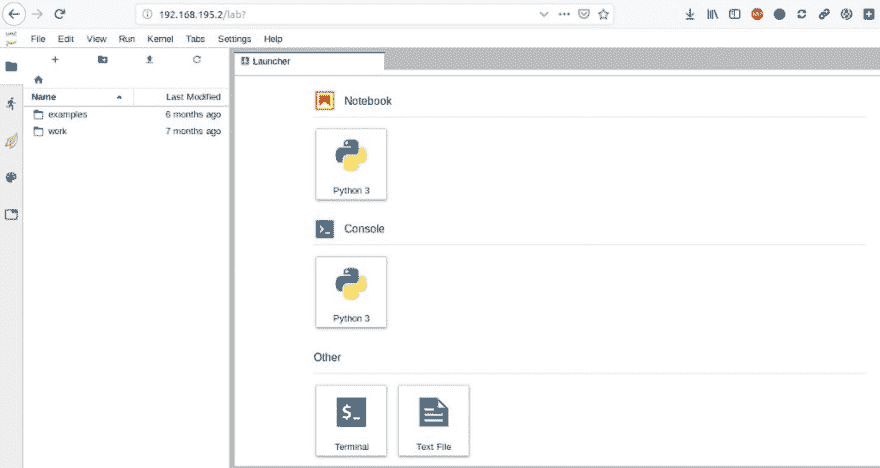 192.168.195.2/lab?
File Edit View Run Kernel Tabs Settings Help
Launcher
Name Last Modified
examples 6 months ago
work 7 months ago
Notebook
Python 3
Console
Python 3
Other
$_
Terminal Text File